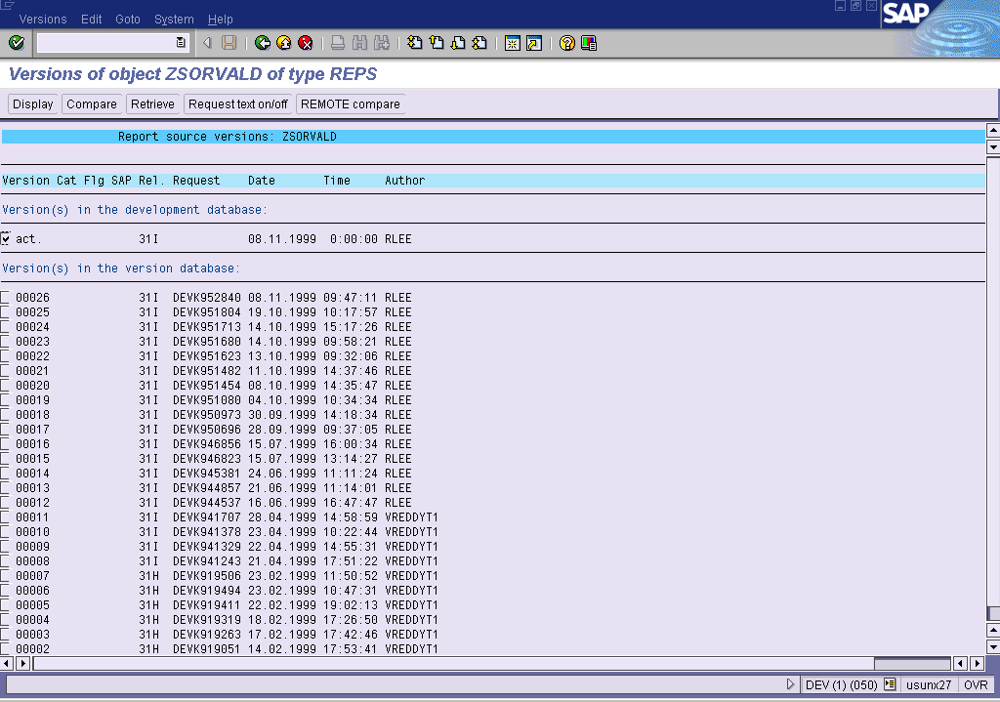 Versions Edit Goto System Help
SAP
Versions of object ZSORVALD of type REPS
Display Compare Retrieve Request text on/off REMOTE compare
Report source versions: ZSORVALD
Version Cat Flg SAP Rel. Request Date Time Author
Version(s) in the development database:
act. 31I 08.11.1999 0:00:00 RLEE
Version(s) in the version database:
00026 31I DEVK952840 08.11.1999 09:47:11 RLEE
00025 31I DEVK951804 19.10.1999 10:17:57 RLEE
00024 31I DEVK951713 14.10.1999 15:17:26 RLEE
00023 31I DEVK951680 14.10.1999 09:58:21 RLEE
00022 31I DEVK951623 13.10.1999 09:32:06 RLEE
00021 31I DEVK951482 11.10.1999 14:37:46 RLEE
00020 31I DEVK951454 08.10.1999 14:35:47 RLEE
00019 31I DEVK951080 04.10.1999 10:34:34 RLEE
00018 31I DEVK950973 30.09.1999 14:18:34 RLEE
00017 31I DEVK950696 28.09.1999 09:37:05 RLEE
00016 31I DEVK946856 15.07.1999 16:00:34 RLEE
00015 31I DEVK946823 15.07.1999 13:14:27 RLEE
00014 31I DEVK945381 24.06.1999 11:11:24 RLEE
00013 31I DEVK944857 21.06.1999 11:14:01 RLEE
00012 31I DEVK944537 16.06.1999 16:47:47 RLEE
00011 31I DEVK941707 28.04.1999 14:58:59 VREDDYT1
00010 31I DEVK941378 23.04.1999 10:22:44 VREDDYT1
00009 31I DEVK941329 22.04.1999 14:55:31 VREDDYT1
00008 31I DEVK941243 21.04.1999 17:51:22 VREDDYT1
00007 31H DEVK919506 23.02.1999 11:50:52 VREDDYT1
00006 31H DEVK919494 23.02.1999 10:47:31 VREDDYT1
00005 31H DEVK919411 22.02.1999 19:02:13 VREDDYT1
00004 31H DEVK919319 18.02.1999 17:26:50 VREDDYT1
00003 31H DEVK919263 17.02.1999 17:42:46 VREDDYT1
00002 31H DEVK919051 14.02.1999 17:53:41 VREDDYT1
DEV (1) (050) usunx27 OVR